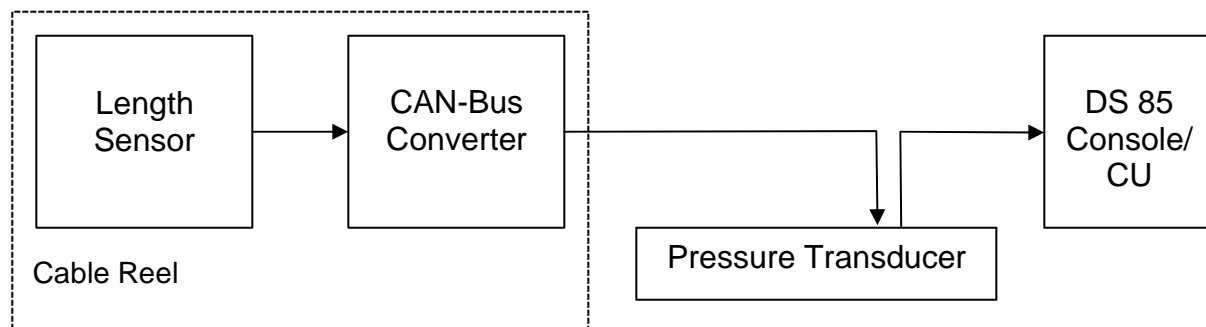 Length
Sensor
CAN-Bus
Converter
DS 85
Console/
CU
Pressure Transducer
Cable Reel